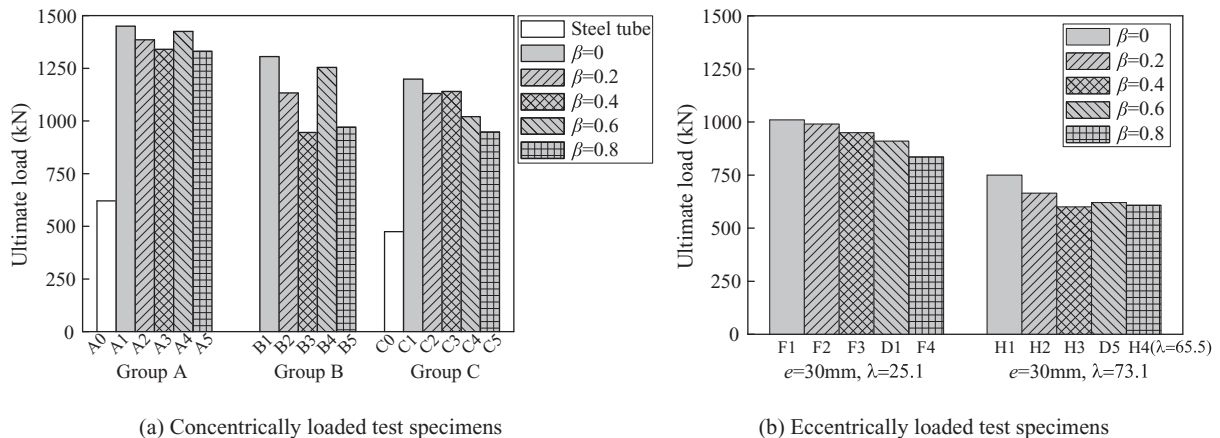 1500
1250
1000
750
500
250
0
Ultimate load (kN)
Steel tube
β=0
β=0.2
β=0.4
β=0.6
β=0.8
A0 A1 A2 A3 A4 A5 B1 B2 B3 B4 B5 C0 C1 C2 C3 C4 C5
Group A Group B Group C
(a) Concentrically loaded test specimens
1500
1250
1000
750
500
250
0
Ultimate load (kN)
β=0
β=0.2
β=0.4
β=0.6
β=0.8
F1 F2 F3 D1 F4 H1 H2 H3 D5 H4(λ=65.5)
e=30mm, λ=25.1 e=30mm, λ=73.1
(b) Eccentrically loaded test specimens